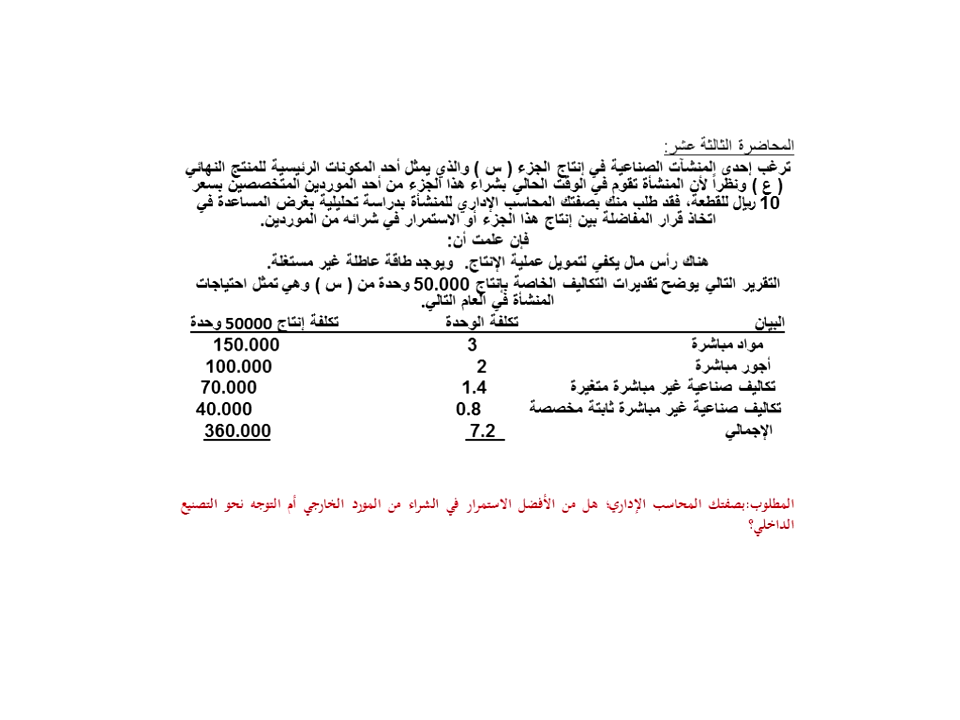 المحاضرة الثالثة عشر:
ترغب إحدى المنشآت الصناعية في إنتاج الجزء ( س ) والذي يمثل أحد المكونات الرئيسية للمنتج النهائي
( ع ) ونظراً لأن المنشأة تقوم في الوقت الحالي بشراء هذا الجزء من أحد الموردين المتخصصين بسعر
10 ريال للقطعة، فقد طلب منك بصفتك المحاسب الإداري للمنشأة بدراسة تحليلية بغرض المساعدة في
اتخاذ قرار المفاضلة بين إنتاج هذا الجزء أو الاستمرار في شرائه من الموردين.
فإن علمت أن:
هناك رأس مال يكفي لتمويل عملية الإنتاج. ويوجد طاقة عاطلة غير مستغلة.
التقرير التالي يوضح تقديرات التكاليف الخاصة بإنتاج 50.000 وحدة من ( س ) وهي تمثل احتياجات
المنشأة في العام التالي.
البيان تكلفة الوحدة تكلفة إنتاج 50000 وحدة
مواد مباشرة 3 150.000
أجور مباشرة 2 100.000
تكاليف صناعية غير مباشرة متغيرة 1.4 70.000
تكاليف صناعية غير مباشرة ثابتة مخصصة 0.8 40.000
الإجمالي 7.2 360.000
المطلوب:بصفتك المحاسب الإداري؛ هل من الأفضل الاستمرار في الشراء من المورد الخارجي أم التوجه نحو التصنيع
الداخلي؟